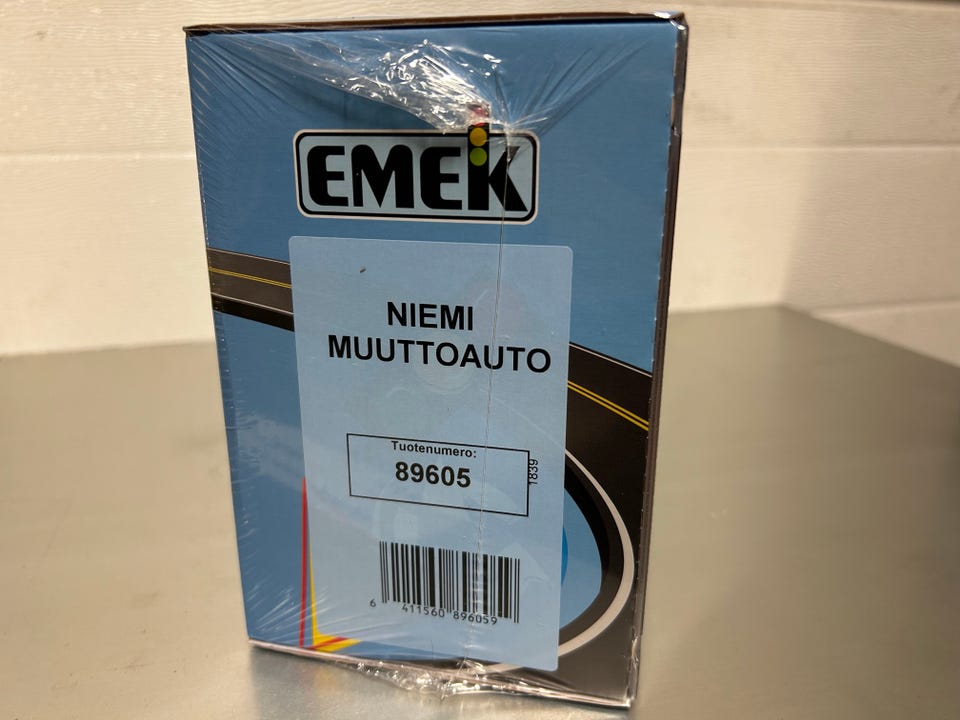 EMEK
NIEMI
MUUTTOAUTO
Tuotenumero:
89605
1839
6 411560 896059